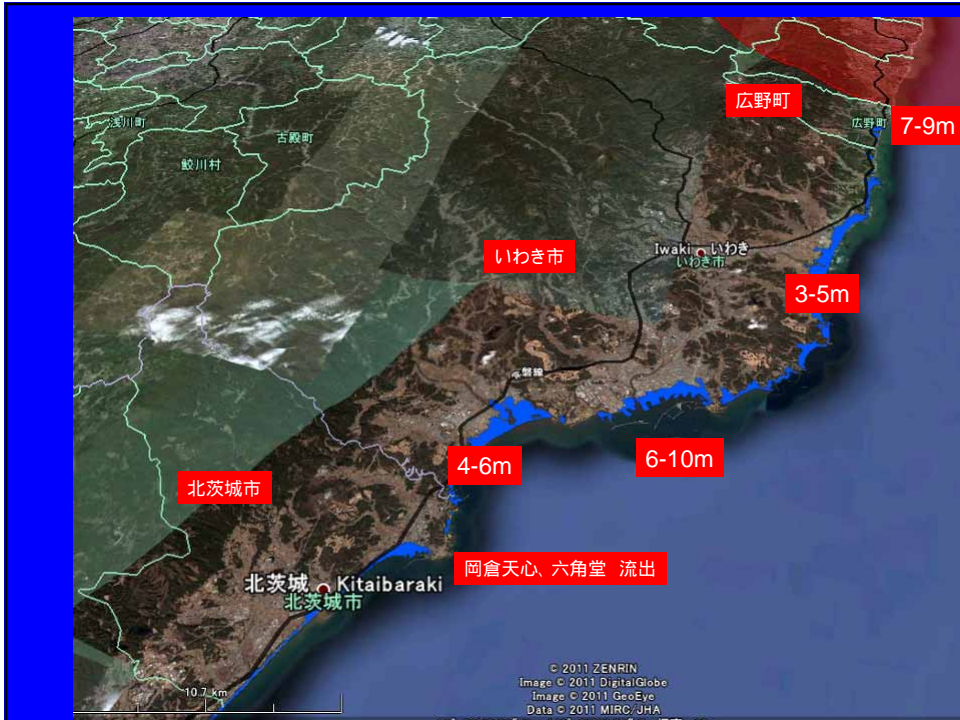 広野町
浅川町
広野町
7-9m
古殿町
鮫川村
いわき市
Iwaki いわき
いわき市
3-5m
磐線
4-6m
6-10m
北茨城市
岡倉天心、六角堂 流出
北茨城 Kitaibaraki
北茨城市
10.7 km
© 2011 ZENRIN
Image © 2011 DigitalGlobe
Image © 2011 GeoEye
Data © 2011 MIRC/JHA